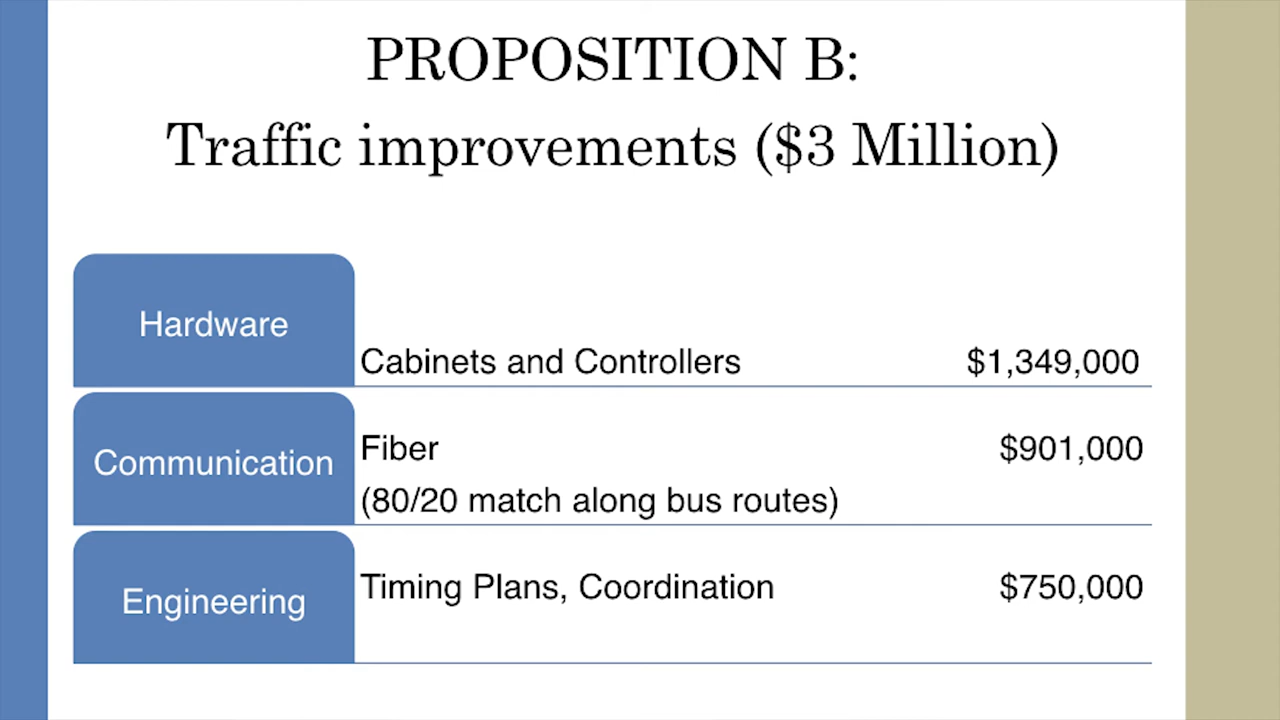 PROPOSITION B:
Traffic improvements ($3 Million)
Hardware
Cabinets and Controllers $1,349,000
Communication
Fiber $901,000
(80/20 match along bus routes)
Engineering
Timing Plans, Coordination $750,000